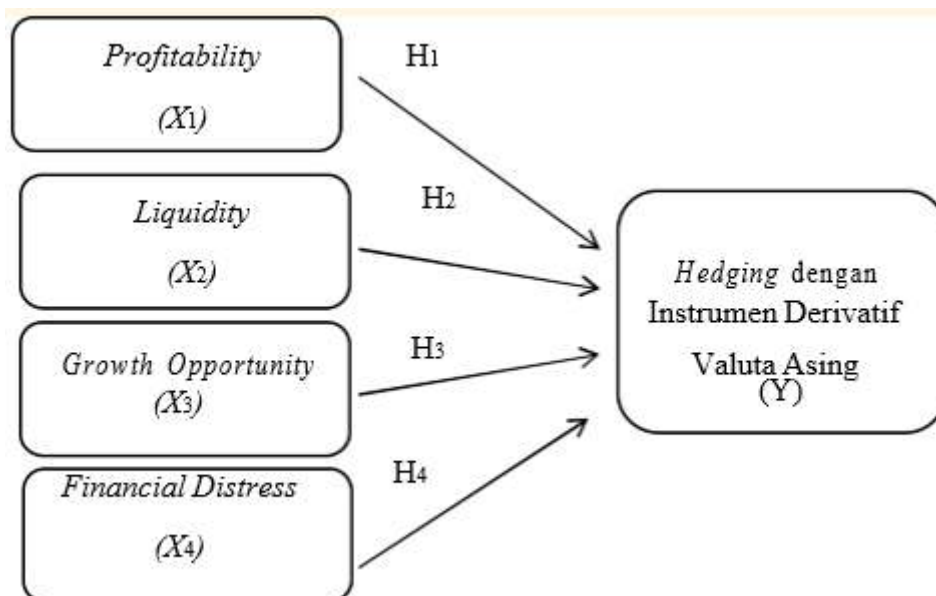 Profitability
(X1)
H1
Liquidity
(X2)
H2
Growth Opportunity
(X3)
H3
Financial Distress
(X4)
H4
Hedging dengan
Instrumen Derivatif
Valuta Asing
(Y)